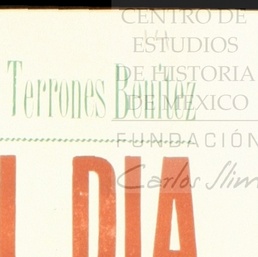 CENTRO DE
ESTUDIOS
DE HISTORIA
DE MÉXICO
FUNDACIÓN
Carlos Slim
Terrones Benítez
L DIA